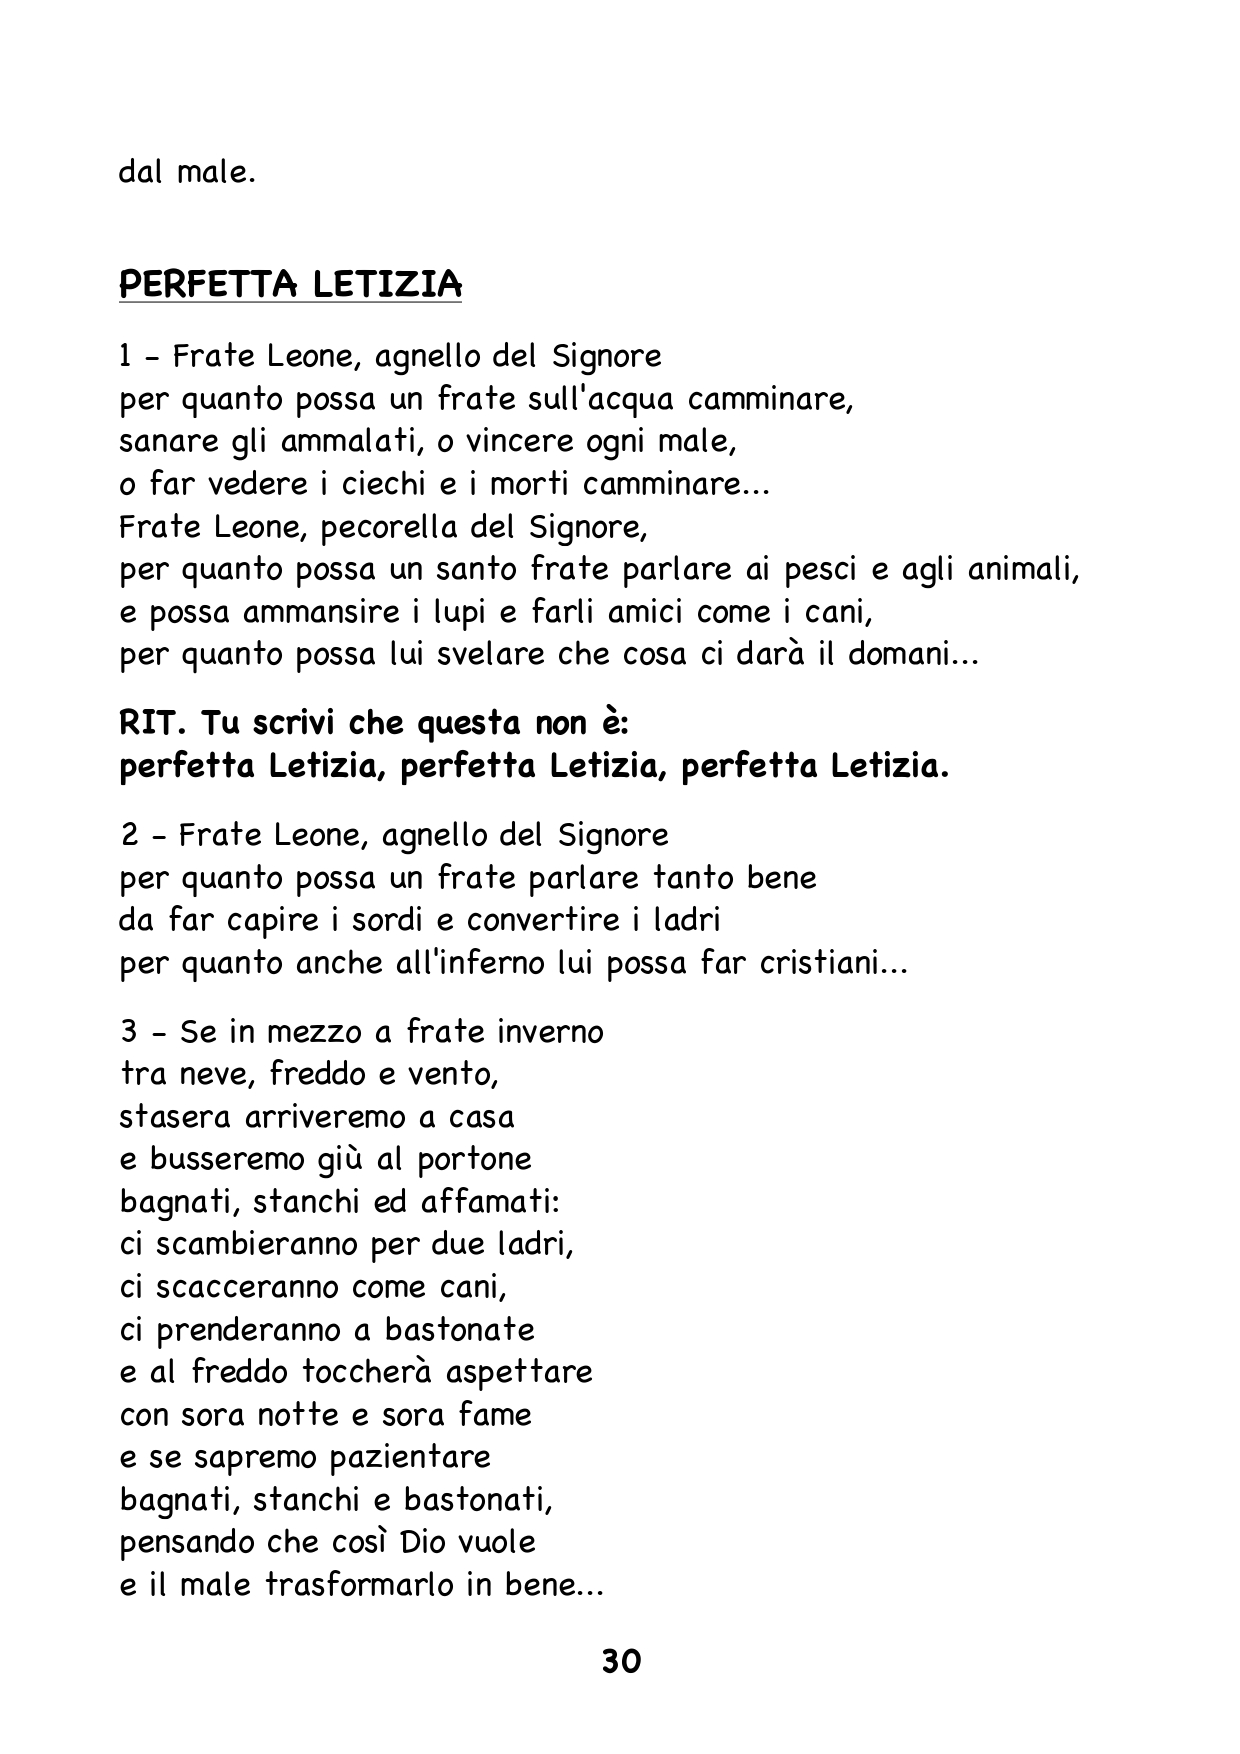 dal male.
PERFETTA LETIZIA
1 – Frate Leone, agnello del Signore
per quanto possa un frate sull'acqua camminare,
sanare gli ammalati, o vincere ogni male,
o far vedere i ciechi e i morti camminare...
Frate Leone, pecorella del Signore,
per quanto possa un santo frate parlare ai pesci e agli animali,
e possa ammansire i lupi e farli amici come i cani,
per quanto possa lui svelare che cosa ci darà il domani...
RIT. Tu scrivi che questa non è:
perfetta Letizia, perfetta Letizia, perfetta Letizia.
2 – Frate Leone, agnello del Signore
per quanto possa un frate parlare tanto bene
da far capire i sordi e convertire i ladri
per quanto anche all'inferno lui possa far cristiani...
3 – Se in mezzo a frate inverno
tra neve, freddo e vento,
stasera arriveremo a casa
e busseremo giù al portone
bagnati, stanchi ed affamati:
ci scambieranno per due ladri,
ci scacceranno come cani,
ci prenderanno a bastonate
e al freddo toccherà aspettare
con sora notte e sora fame
e se sapremo pazientare
bagnati, stanchi e bastonati,
pensando che così Dio vuole
e il male trasformarlo in bene...
30